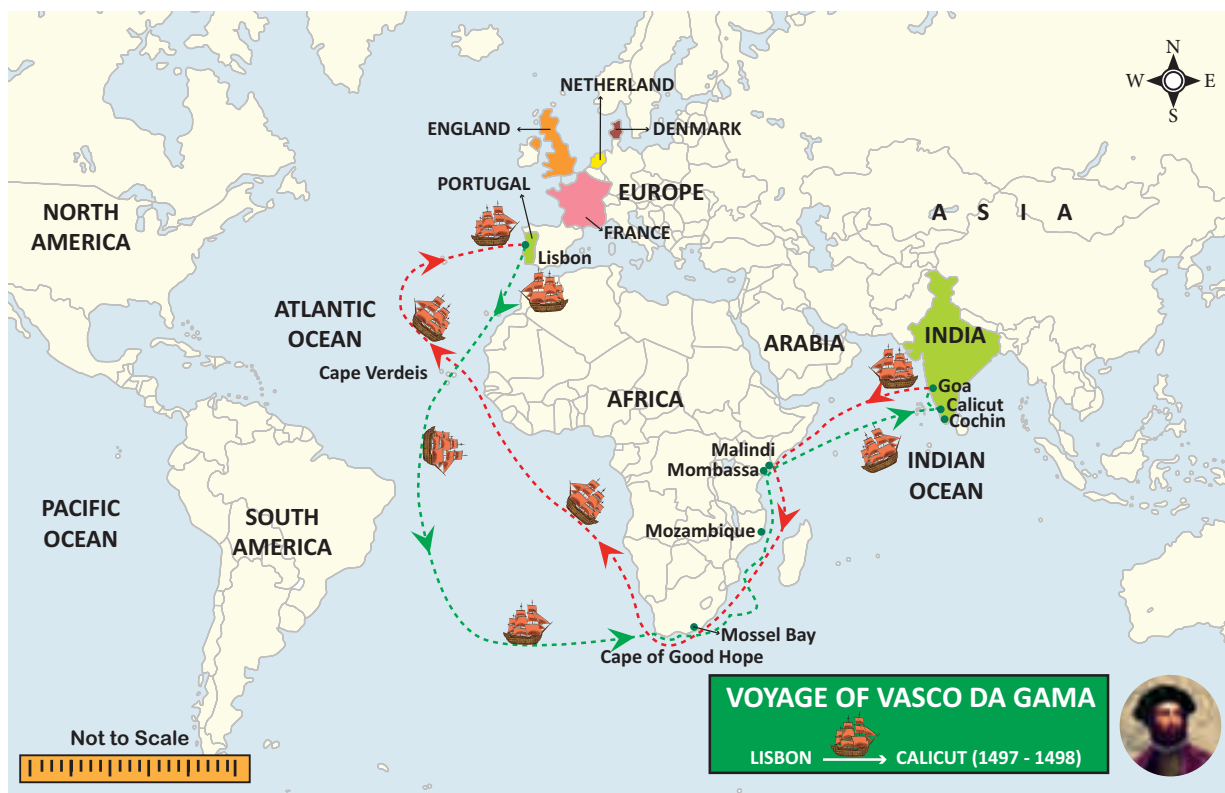 N
W E
S
NETHERLAND
ENGLAND
DENMARK
PORTUGAL
EUROPE
NORTH
AMERICA
A S I A
FRANCE
Lisbon
ATLANTIC
OCEAN
INDIA
ARABIA
Cape Verdeis
Goa
AFRICA
Calicut
Cochin
Malindi
Mombassa
INDIAN
OCEAN
PACIFIC
OCEAN
SOUTH
AMERICA
Mozambique
Mossel Bay
Cape of Good Hope
VOYAGE OF VASCO DA GAMA
LISBON CALICUT (1497 - 1498)
Not to Scale